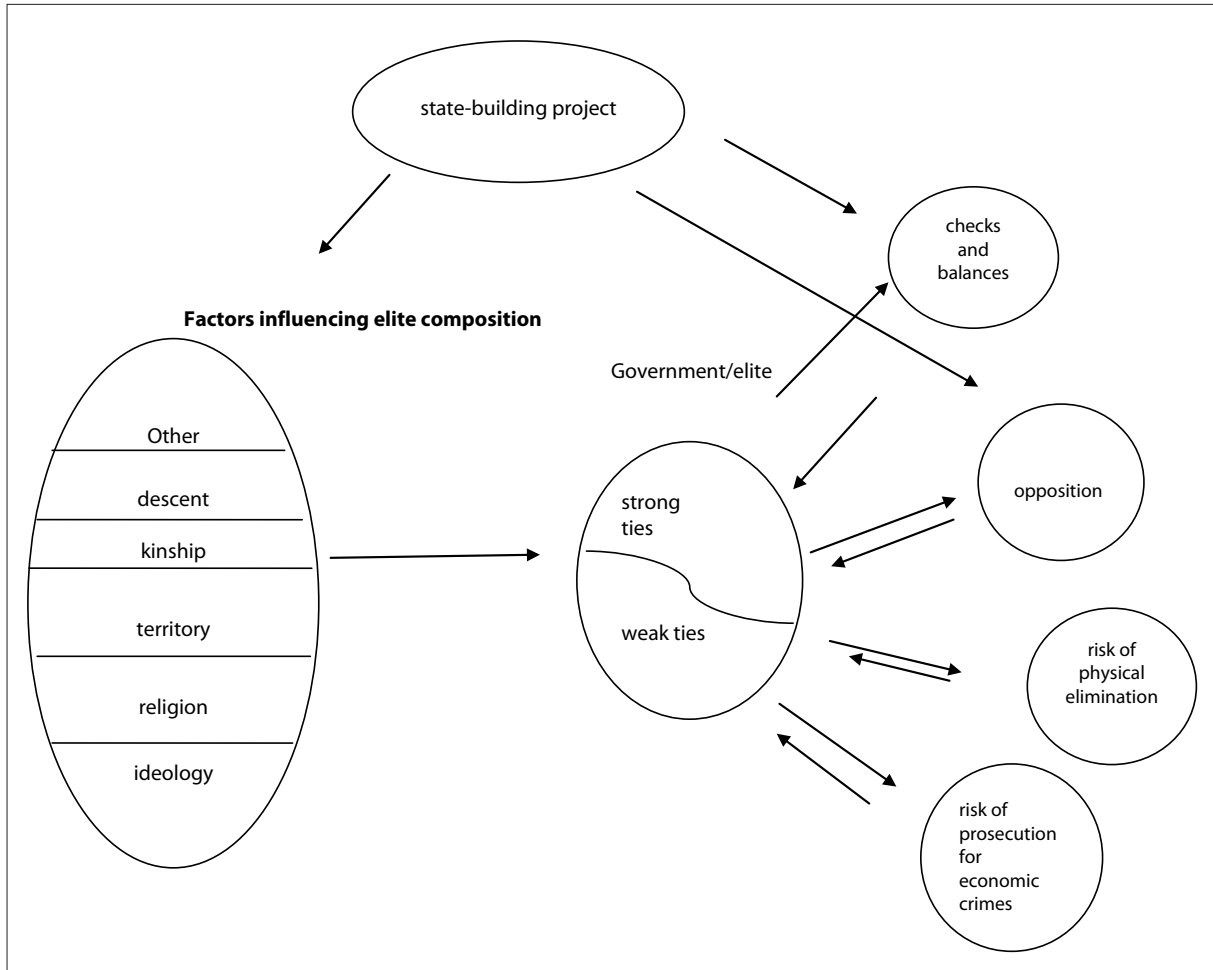 state-building project
checks
and
balances
Factors influencing elite composition
Government/elite
Other
descent
kinship
territory
religion
ideology
strong
ties
weak ties
opposition
risk of
physical
elimination
risk of
prosecution
for
economic
crimes